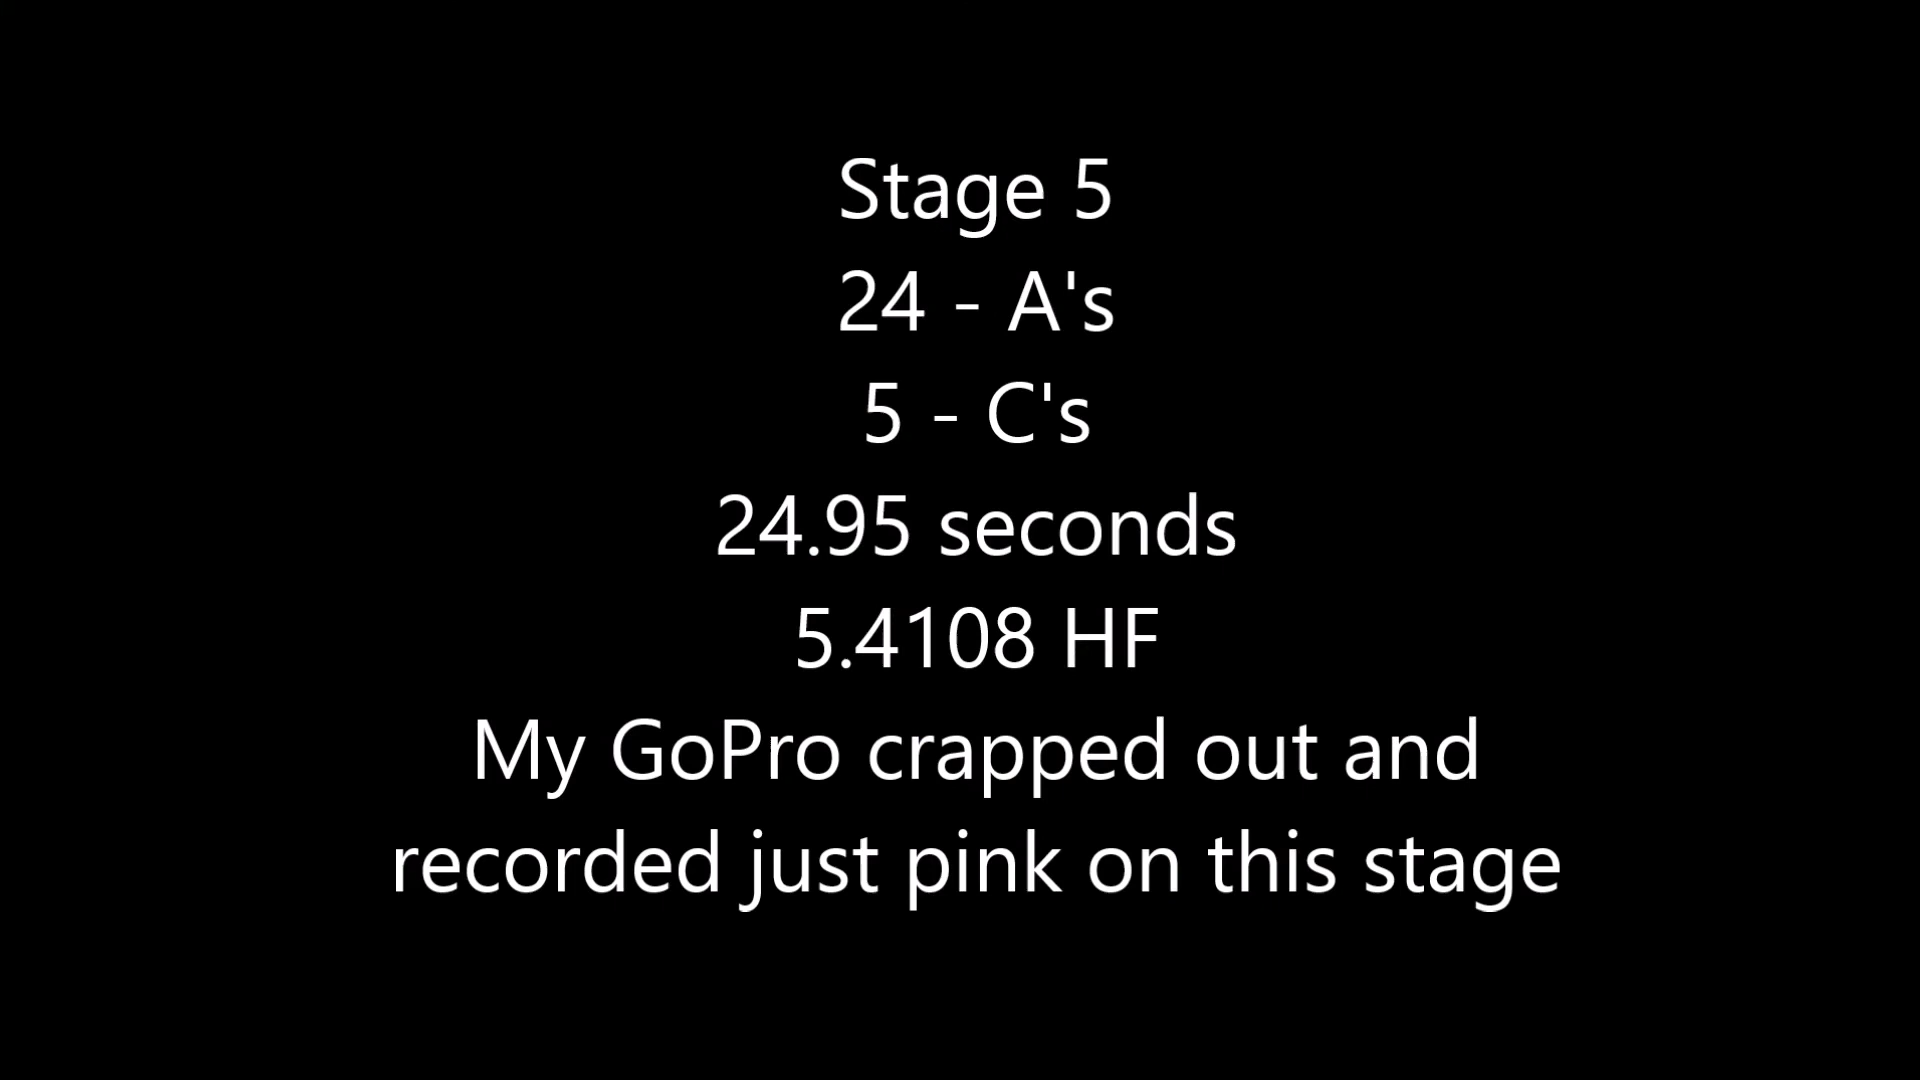 Stage 5
24 - A's
5 - C's
24.95 seconds
5.4108 HF
My GoPro crapped out and
recorded just pink on this stage